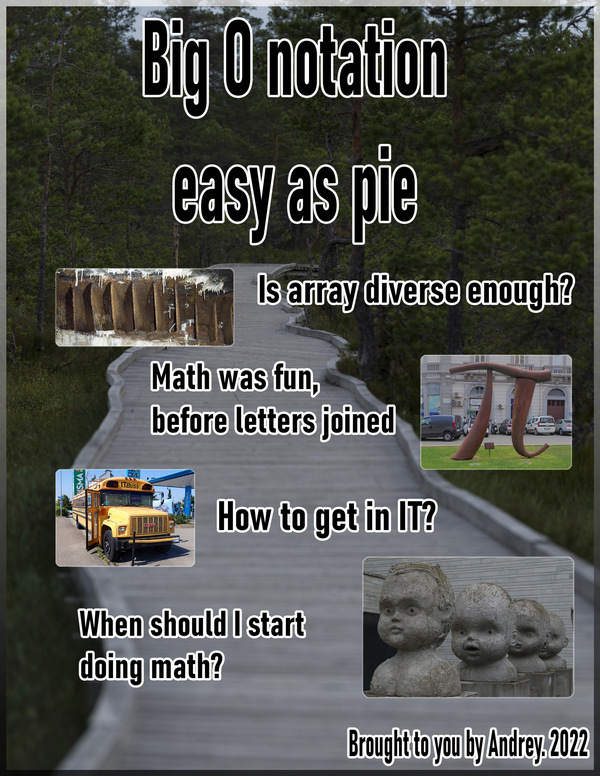 Big O notation
easy as pie
Is array diverse enough?
Math was fun,
before letters joined
ITBUSS
How to get in IT?
When should I start
doing math?
Brought to you by Andrey. 2022